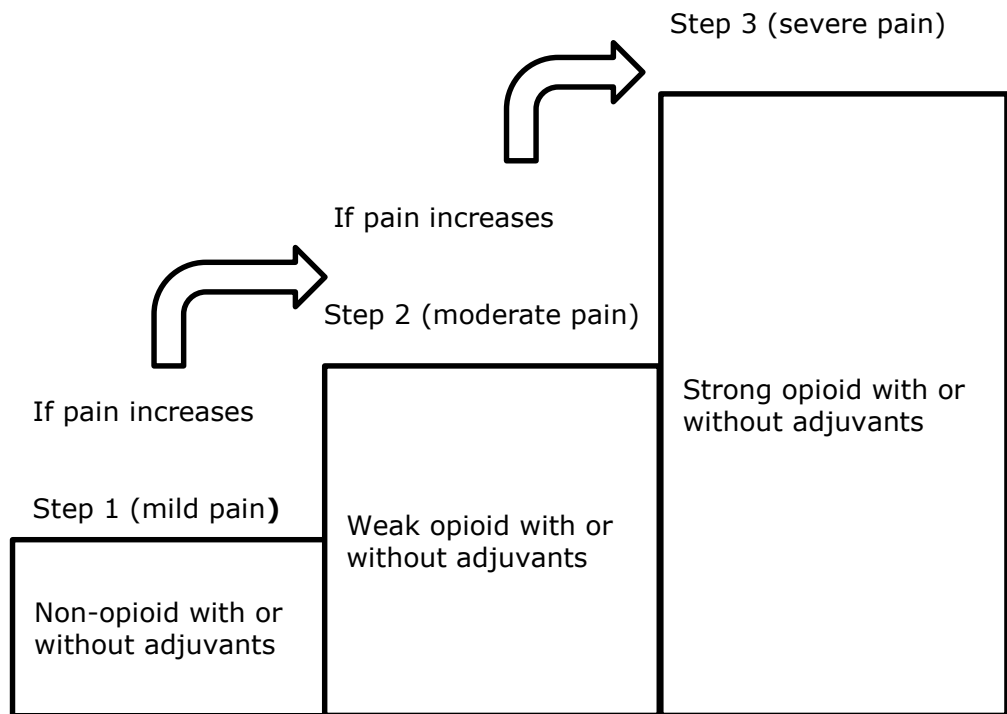 Step 3 (severe pain)
If pain increases
Step 2 (moderate pain)
If pain increases
Strong opioid with or
without adjuvants
Step 1 (mild pain)
Weak opioid with or
without adjuvants
Non-opioid with or
without adjuvants